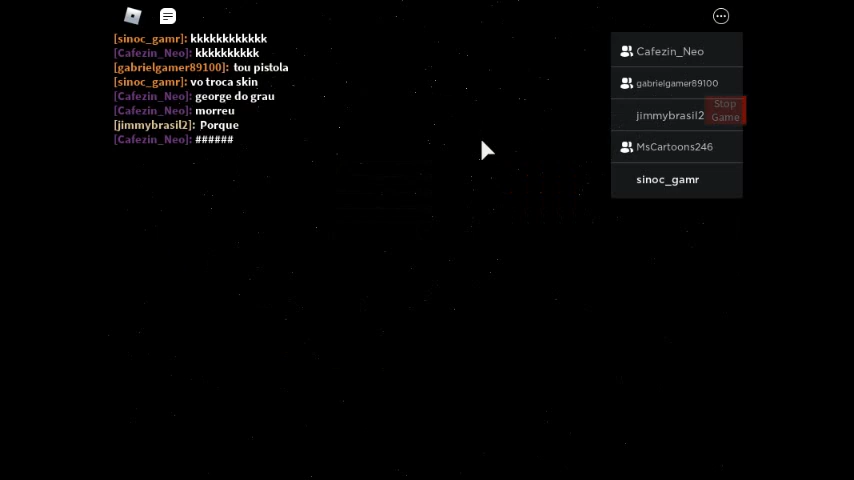 [sinoc_gamr]: kkkkkkkkkkkk
[Cafezin_Neo]: kkkkkkkkkk
[gabrielgamer89100]: tou pistola
[sinoc_gamr]: vo troca skin
[Cafezin_Neo]: george do grau
[Cafezin_Neo]: morreu
[jimmybrasil2]: Porque
[Cafezin_Neo]: ######
Cafezin_Neo
gabrielgamer89100
jimmybrasil2
Stop
Game
MsCartoons246
sinoc_gamr